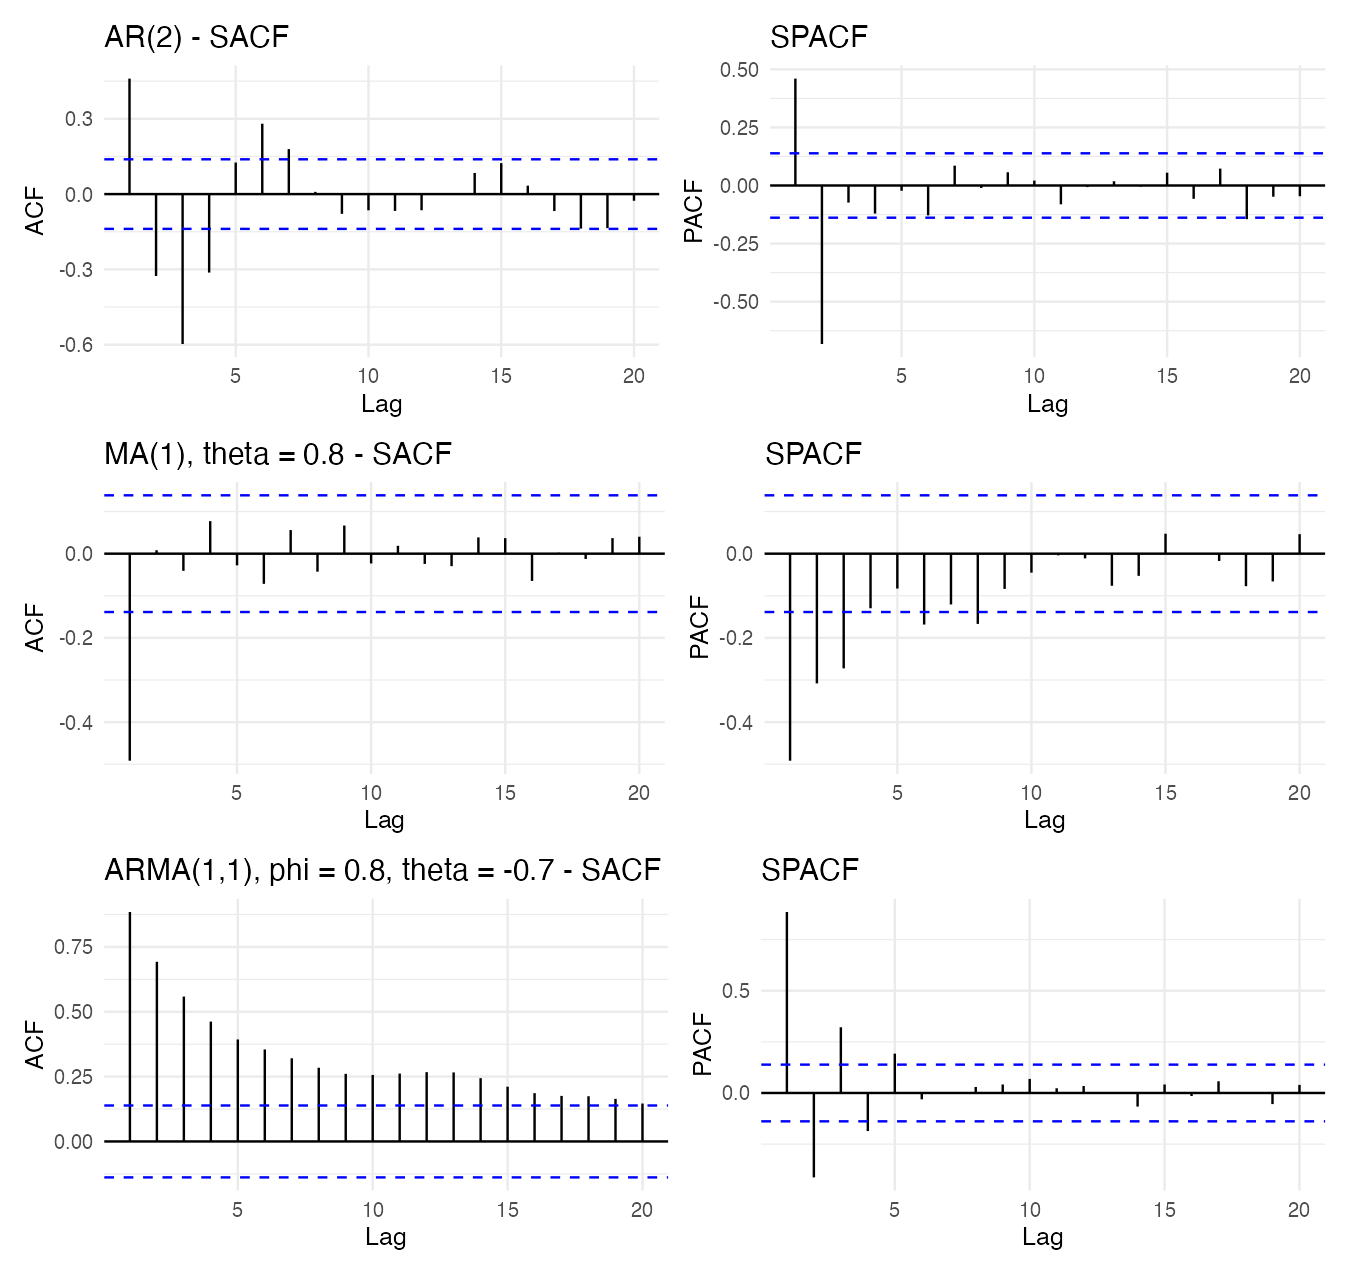 AR(2) - SACF
SPACF
0.3
0.0
-0.3
-0.6
ACF
5 10 15 20
Lag
0.50
0.25
0.00
-0.25
-0.50
PACF
5 10 15 20
Lag
MA(1), theta = 0.8 - SACF
SPACF
0.0
-0.2
-0.4
ACF
5 10 15 20
Lag
0.0
-0.2
-0.4
PACF
5 10 15 20
Lag
ARMA(1,1), phi = 0.8, theta = -0.7 - SACF
SPACF
0.75
0.50
0.25
0.00
ACF
5 10 15 20
Lag
0.5
0.0
PACF
5 10 15 20
Lag